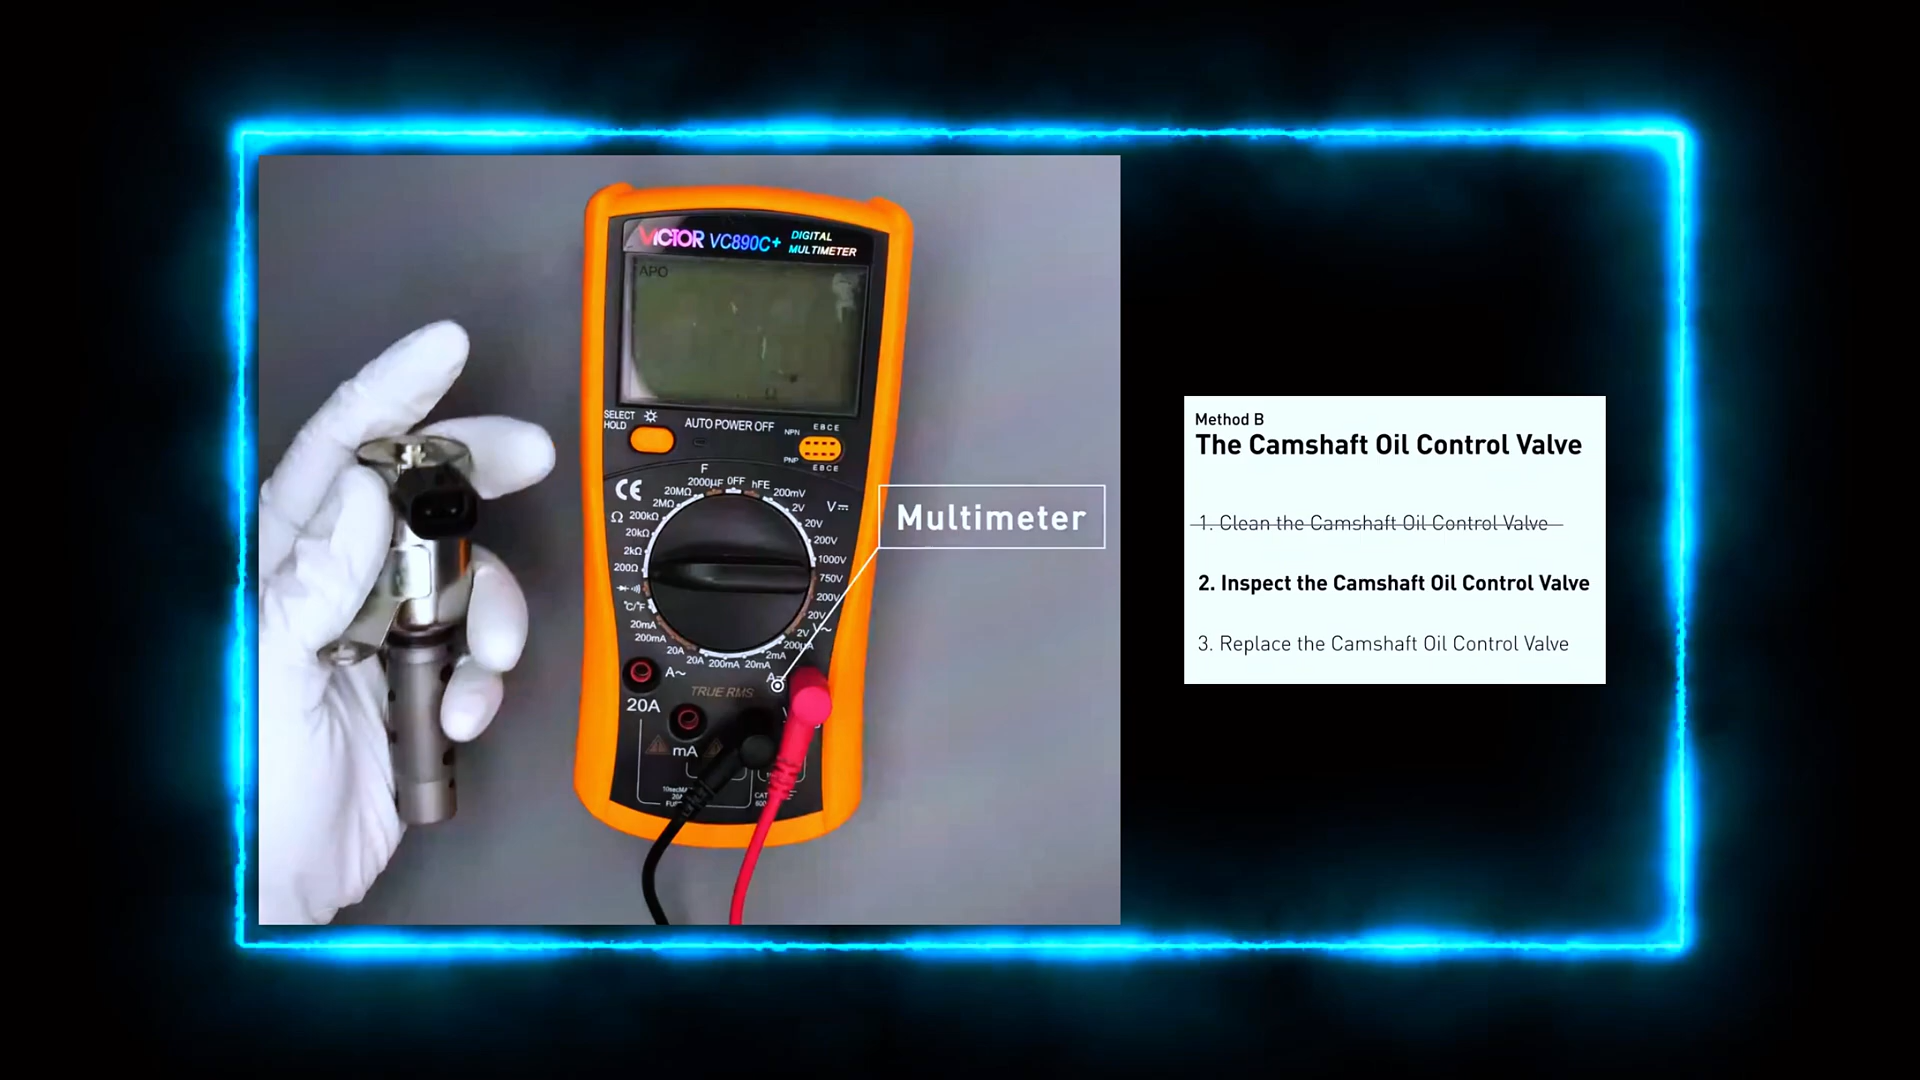 VICTOR VC890C+ DIGITAL MULTIMETER
APO
SELECT
HOLD
AUTO POWER OFF
NPN
E B C E
PNP
E B C E
CE
F
2000µF
OFF
hFE
200mV
2V
20V
200V
1000V
750V
200V
20V
2V
200µA
2mA
20mA
200mA
20A
20A
200mA
20mA
°C/°F
200Ω
2kΩ
20kΩ
200kΩ
2MΩ
20MΩ
Ω
V
A~
TRUE RMS
20A
mA
Multimeter
Method B
The Camshaft Oil Control Valve
1. Clean the Camshaft Oil Control Valve
2. Inspect the Camshaft Oil Control Valve
3. Replace the Camshaft Oil Control Valve